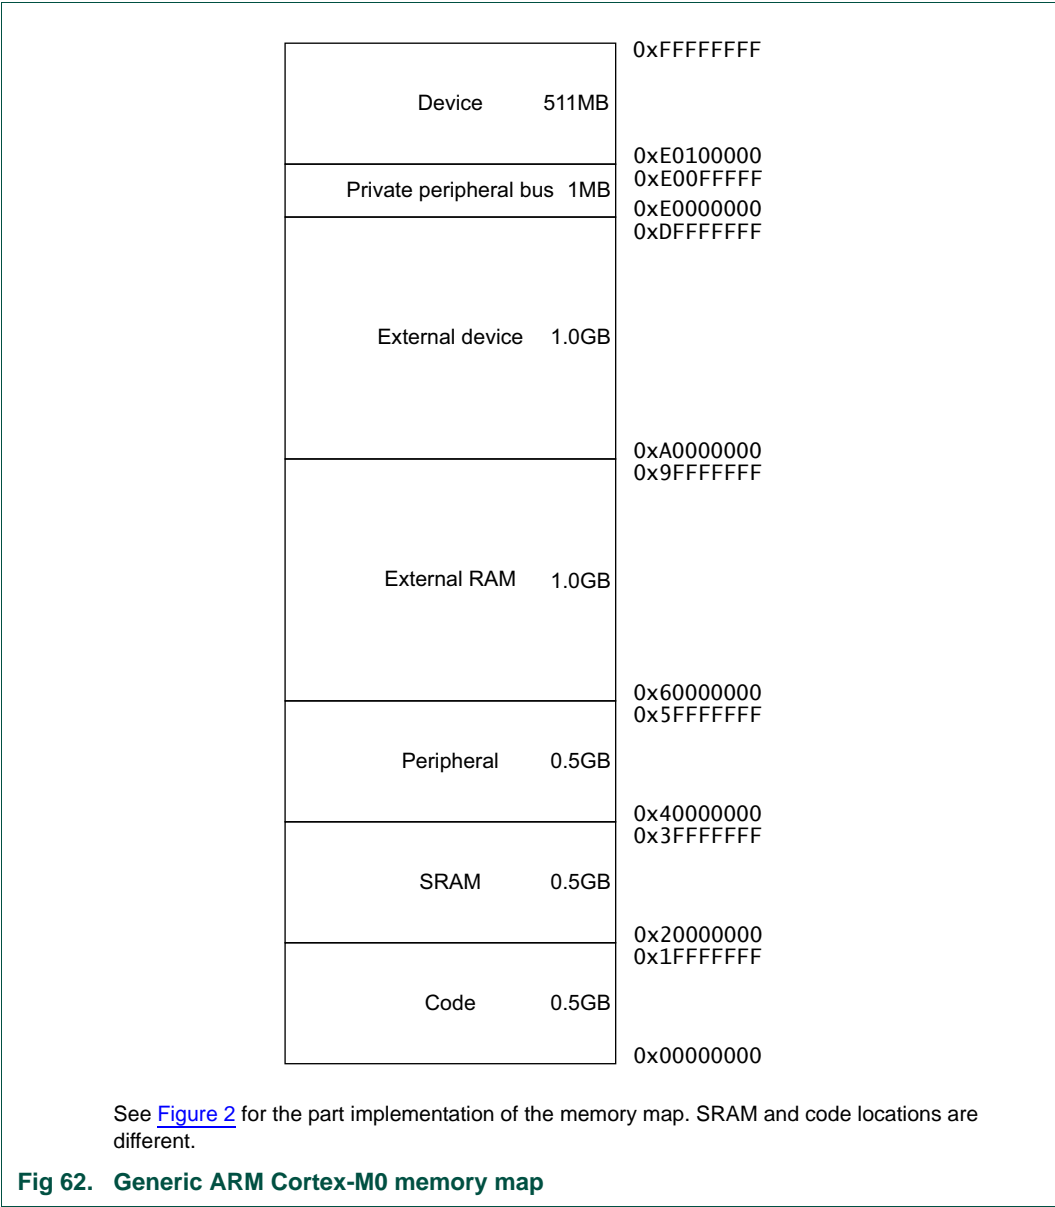 0xFFFFFFFF
Device 511MB
0xE0100000
0xE00FFFFF
Private peripheral bus 1MB
0xE0000000
0xDFFFFFFF
External device 1.0GB
0xA0000000
0x9FFFFFFF
External RAM 1.0GB
0x60000000
0x5FFFFFFF
Peripheral 0.5GB
0x40000000
0x3FFFFFFF
SRAM 0.5GB
0x20000000
0x1FFFFFFF
Code 0.5GB
0x00000000
See Figure 2 for the part implementation of the memory map. SRAM and code locations are
different.
Fig 62. Generic ARM Cortex-M0 memory map